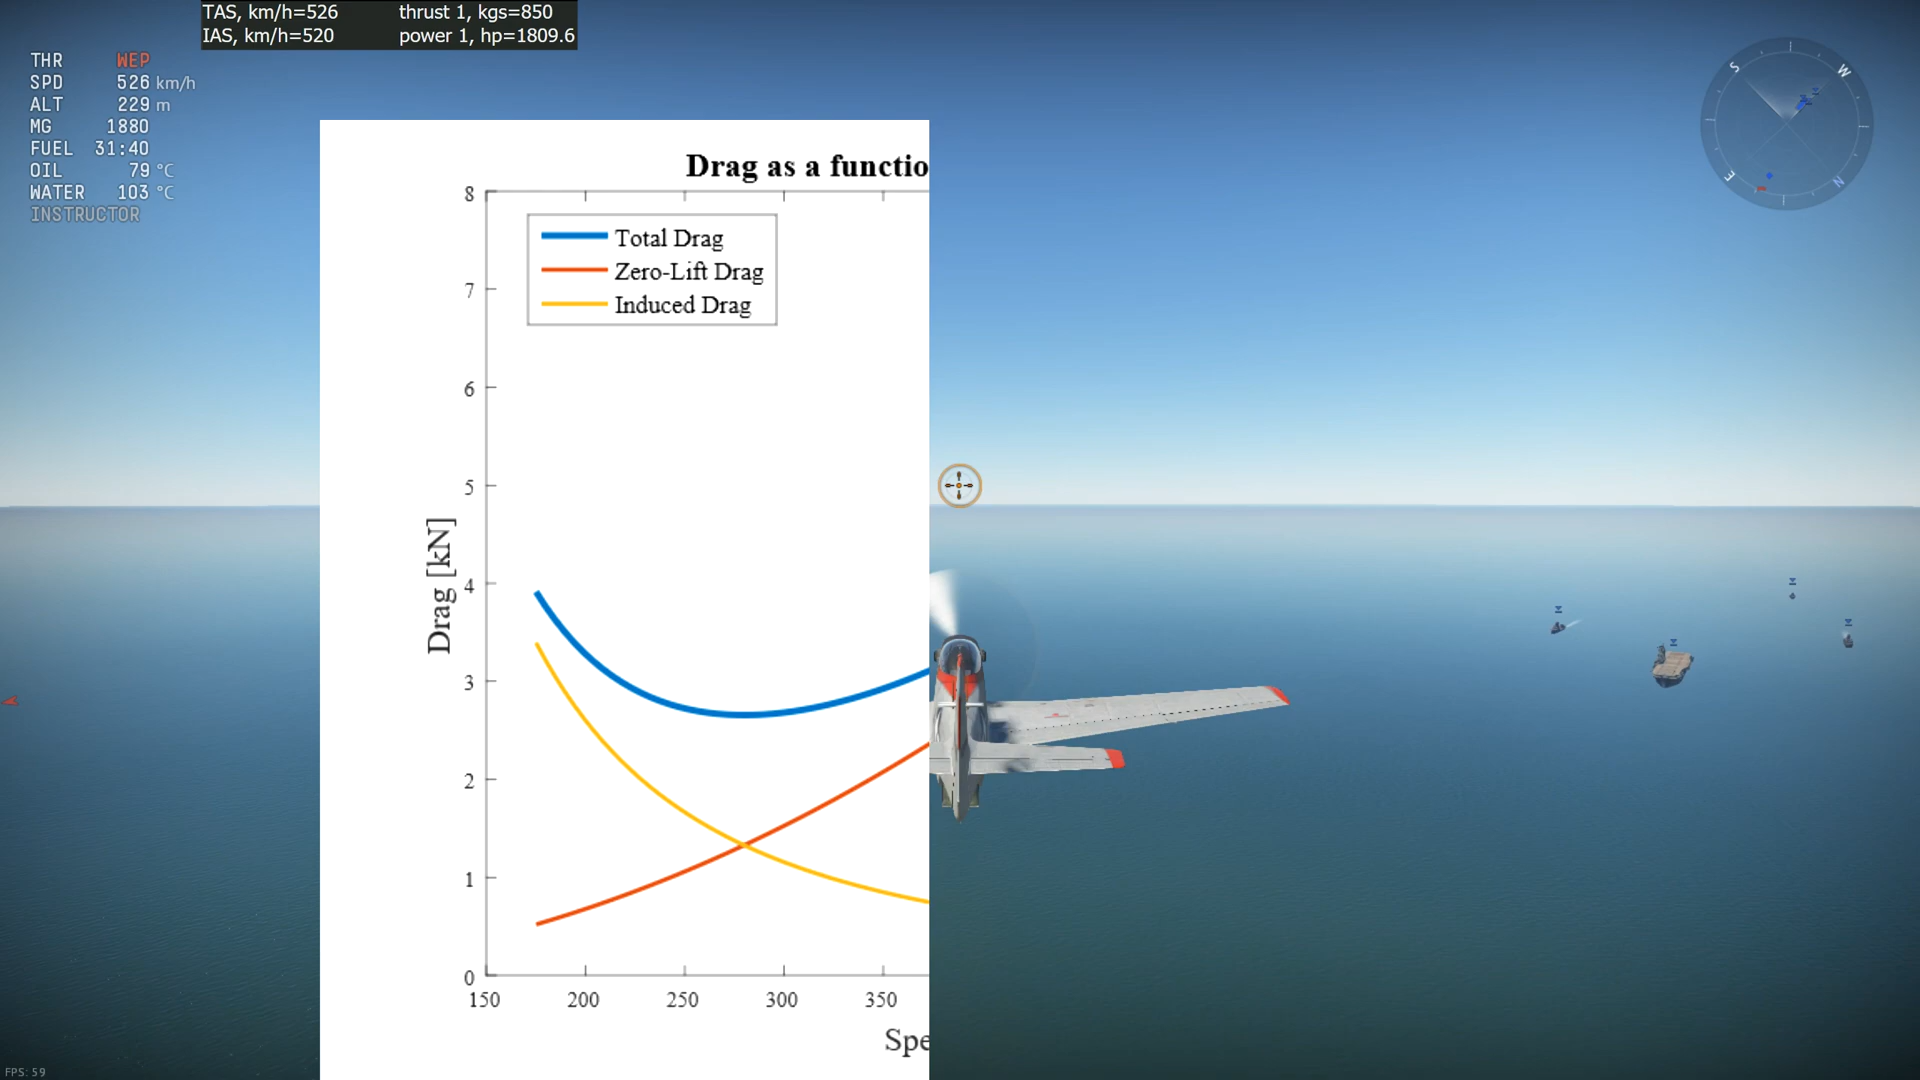 TAS, km/h=526 thrust 1, kgs=850
IAS, km/h=520 power 1, hp=1809.6
THR WEP
SPD 526 km/h
ALT 229 m
MG 1880
FUEL 31:40
OIL 79 °C
WATER 103 °C
INSTRUCTOR
S W
E N
Drag as a functio
Total Drag
Zero-Lift Drag
Induced Drag
Drag [kN]
8
7
6
5
4
3
2
1
0
150 200 250 300 350
Spe
FPS: 59